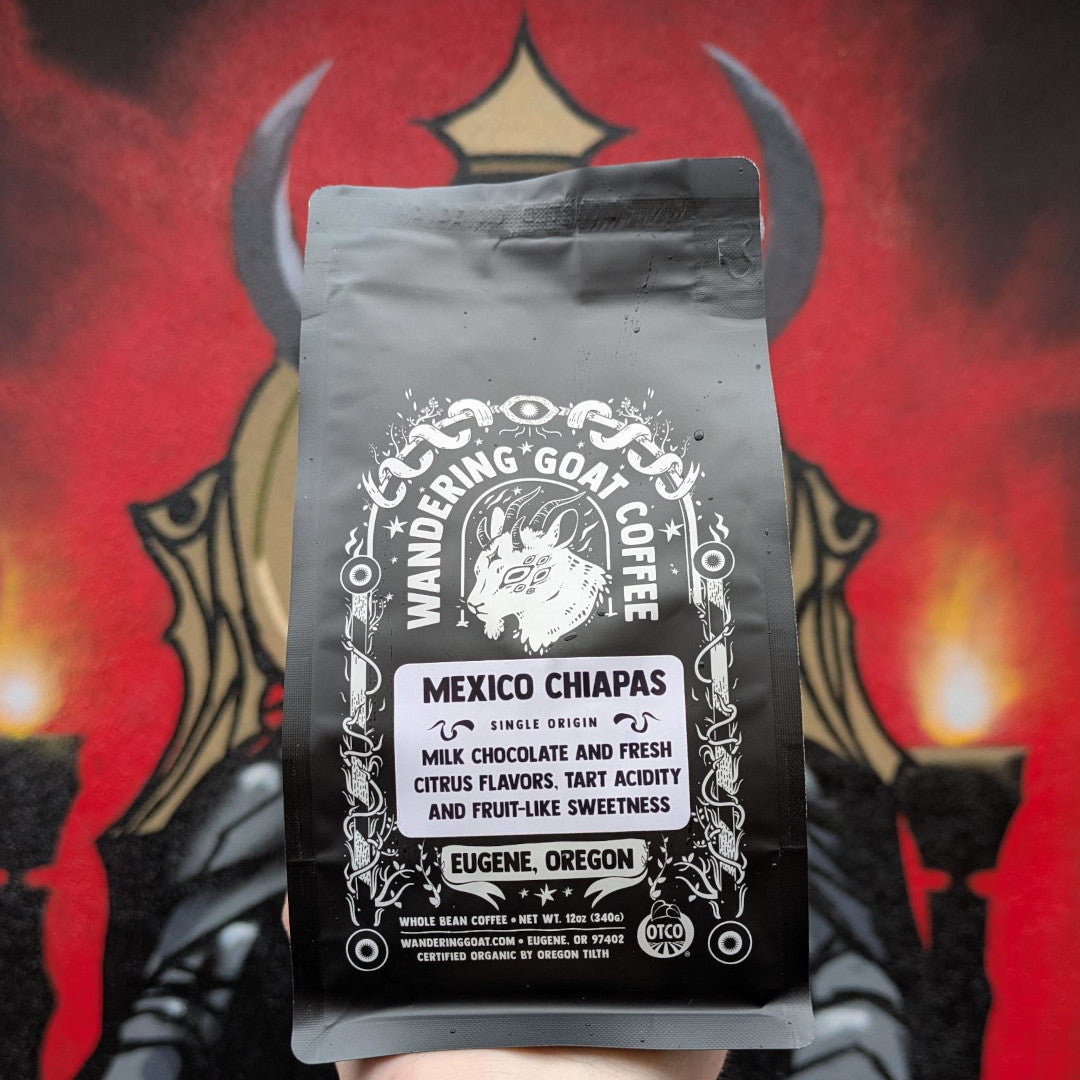 WANDERING GOAT COFFEE
MEXICO CHIAPAS
SINGLE ORIGIN
MILK CHOCOLATE AND FRESH
CITRUS FLAVORS, TART ACIDITY
AND FRUIT-LIKE SWEETNESS
EUGENE, OREGON
WHOLE BEAN COFFEE • NET WT. 12oz (340G)
WANDERINGGOAT.COM • EUGENE, OR 97402
CERTIFIED ORGANIC BY OREGON TILTH
OTCO ®